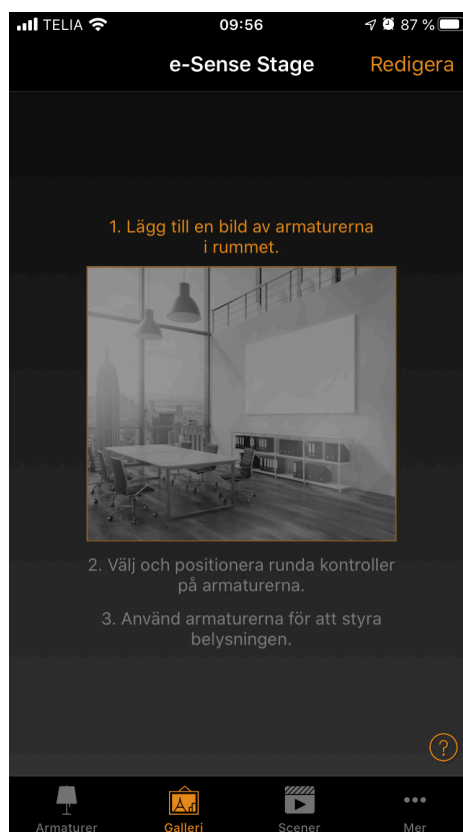 TELIA 09:56 87 %
e-Sense Stage Redigera
1. Lägg till en bild av armaturerna
i rummet.
2. Välj och positionera runda kontroller
på armaturerna.
3. Använd armaturerna för att styra
belysningen.
?
Armaturer Galleri Scener Mer